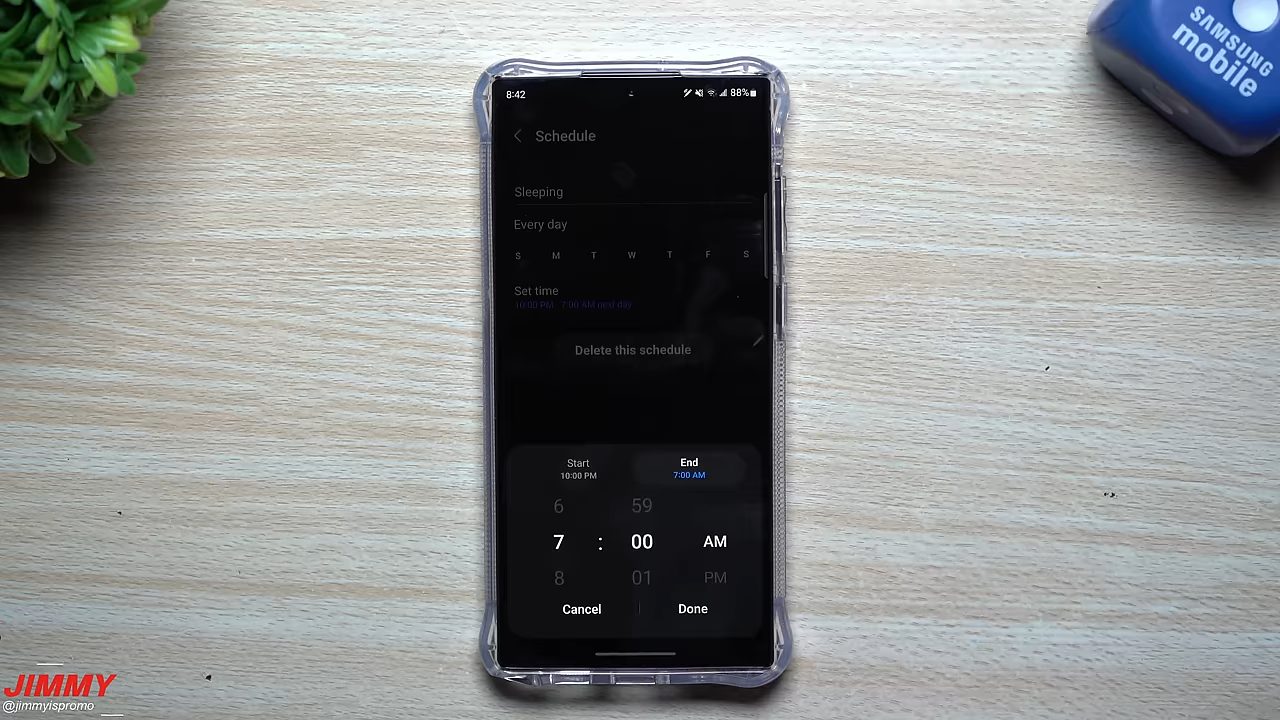 SAMSUNG
mobile
8:42
88%
Schedule
Sleeping
Every day
S M T W T F S
Set time
10:00 PM - 7:00 AM next day
Delete this schedule
Start End
10:00 PM 7:00 AM
6 59
7 : 00 AM
8 01 PM
Cancel Done
JIMMY
@jimmyispromo